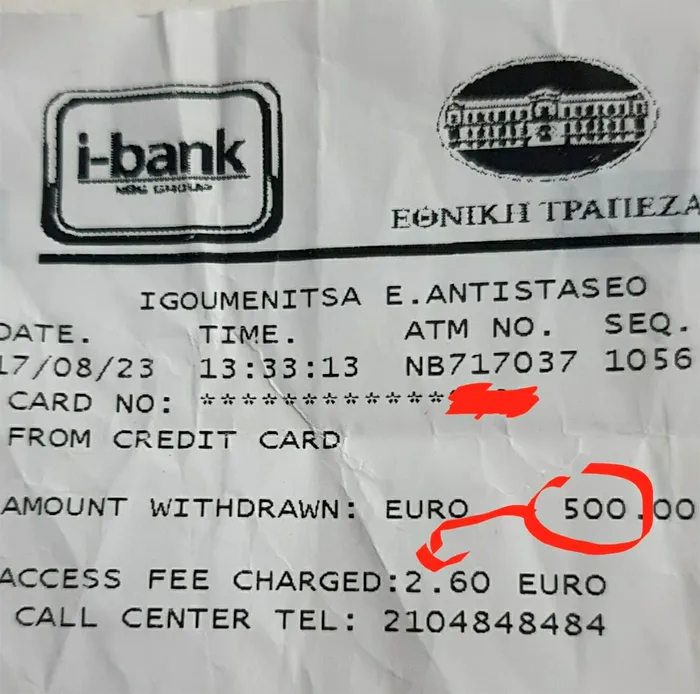 i-bank
NBG GROUP
ΕΘΝΙΚΗ ΤΡΑΠΕΖΑ
IGOUMENITSA E.ANTISTASEO
DATE. TIME. ATM NO. SEQ.
17/08/23 13:33:13 NB717037 1056
CARD NO: ************
FROM CREDIT CARD
AMOUNT WITHDRAWN: EURO 500.00
ACCESS FEE CHARGED:2.60 EURO
CALL CENTER TEL: 2104848484